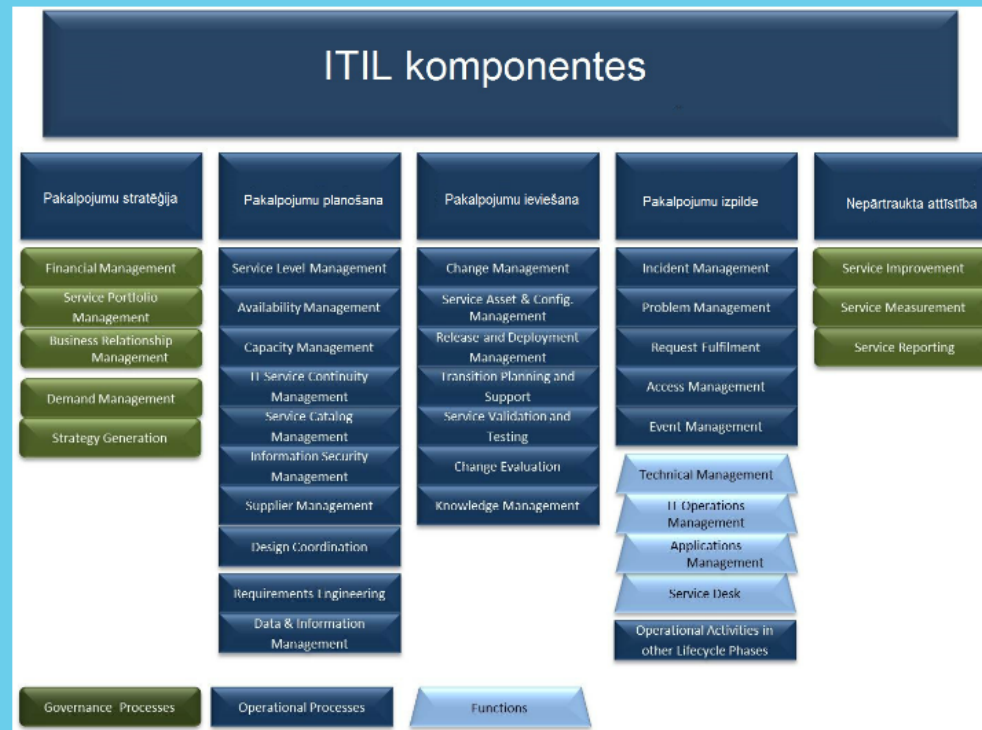 ITIL komponentes
Pakalpojumu stratēģija
Financial Management
Service Portfolio
Management
Business Relationship
Management
Demand Management
Strategy Generation
Pakalpojumu planošana
Service Level Management
Availability Management
Capacity Management
IT Service Continuity
Management
Service Catalog
Management
Information Security
Management
Supplier Management
Design Coordination
Requirements Engineering
Data & Information
Management
Pakalpojumu ieviešana
Change Management
Service Asset & Config.
Management
Release and Deployment
Management
Transition Planning and
Support
Service Validation and
Testing
Change Evaluation
Knowledge Management
Pakalpojumu izpilde
Incident Management
Problem Management
Request Fulfilment
Access Management
Event Management
Technical Management
IT Operations
Management
Applications
Management
Service Desk
Operational Activities in
other Lifecycle Phases
Nepārtraukta attīstība
Service Improvement
Service Measurement
Service Reporting
Governance Processes
Operational Processes
Functions